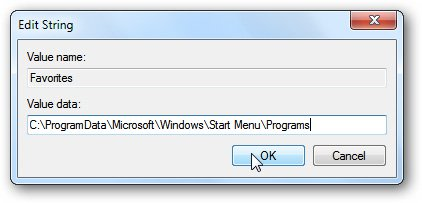 Edit String
Value name:
Favorites
Value data:
C:\ProgramData\Microsoft\Windows\Start Menu\Programs
OK Cancel